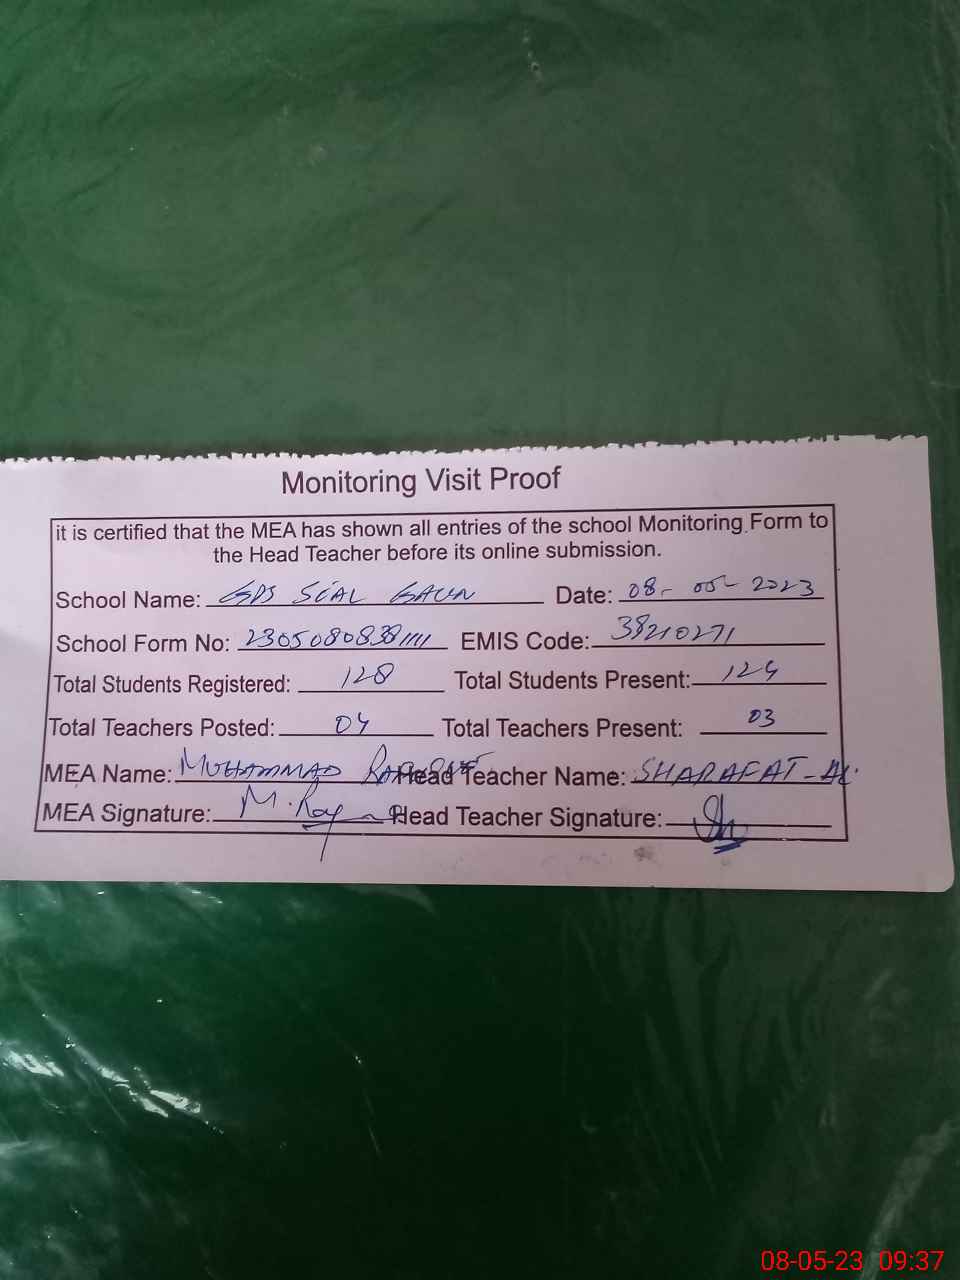 Monitoring Visit Proof
it is certified that the MEA has shown all entries of the school Monitoring Form to
the Head Teacher before its online submission.
School Name: GPS SIAL Date: 08-05-2023
School Form No: EMIS Code: 38210271
Total Students Registered: 128 Total Students Present: 124
Total Teachers Posted: 04 Total Teachers Present: 03
MEA Name: MUHAMMAD Head Teacher Name: SHARAFAT-ALI
MEA Signature: Head Teacher Signature:
08-05-23 09:37